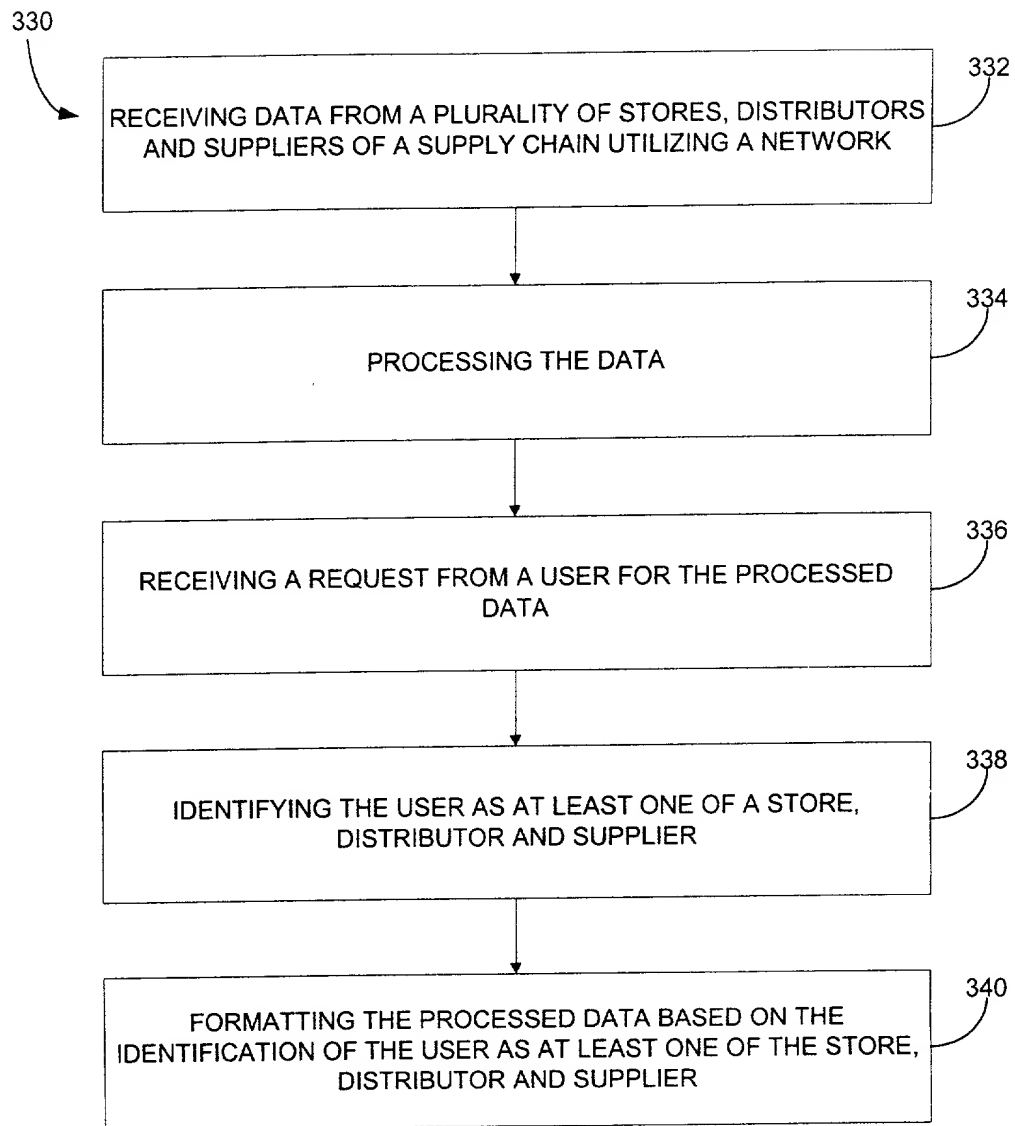 330
332
RECEIVING DATA FROM A PLURALITY OF STORES, DISTRIBUTORS
AND SUPPLIERS OF A SUPPLY CHAIN UTILIZING A NETWORK
334
PROCESSING THE DATA
336
RECEIVING A REQUEST FROM A USER FOR THE PROCESSED
DATA
338
IDENTIFYING THE USER AS AT LEAST ONE OF A STORE,
DISTRIBUTOR AND SUPPLIER
340
FORMATTING THE PROCESSED DATA BASED ON THE
IDENTIFICATION OF THE USER AS AT LEAST ONE OF THE STORE,
DISTRIBUTOR AND SUPPLIER